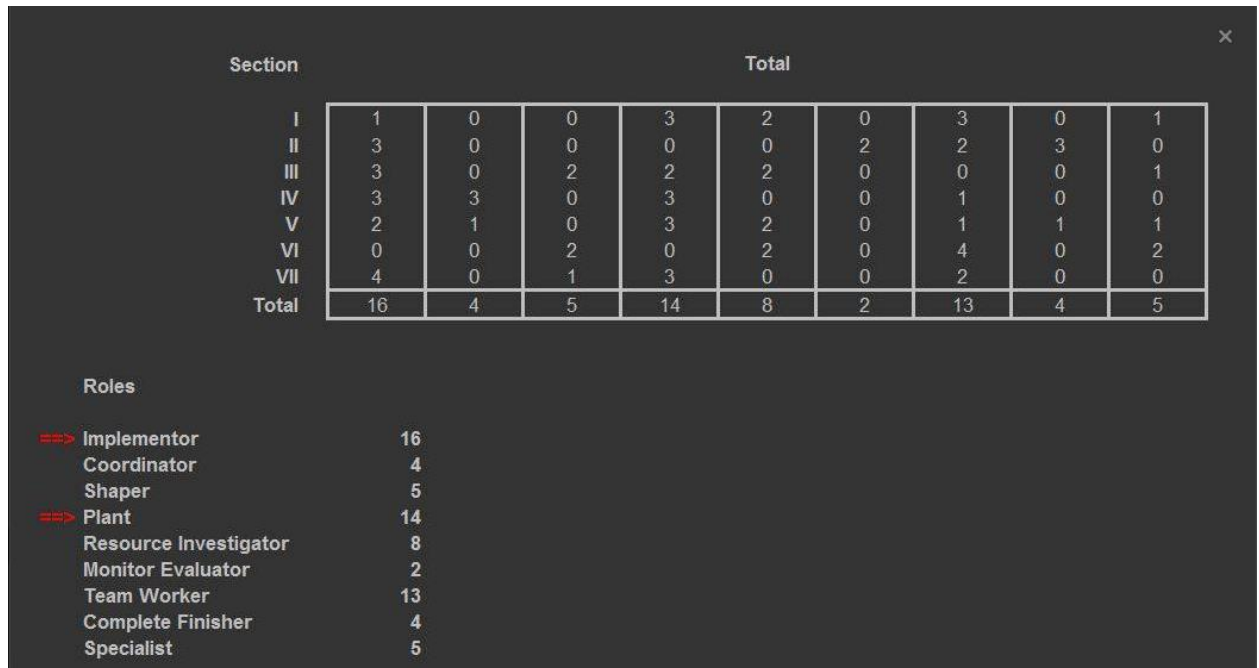 ×
Section Total
I 1 0 0 3 2 0 3 0 1
II 3 0 0 0 0 2 2 3 0
III 3 0 2 2 2 0 0 0 1
IV 3 3 0 3 0 0 1 0 0
V 2 1 0 3 2 0 1 1 1
VI 0 0 2 0 2 0 4 0 2
VII 4 0 1 3 0 0 2 0 0
Total 16 4 5 14 8 2 13 4 5
Roles
==> Implementor 16
Coordinator 4
Shaper 5
==> Plant 14
Resource Investigator 8
Monitor Evaluator 2
Team Worker 13
Complete Finisher 4
Specialist 5